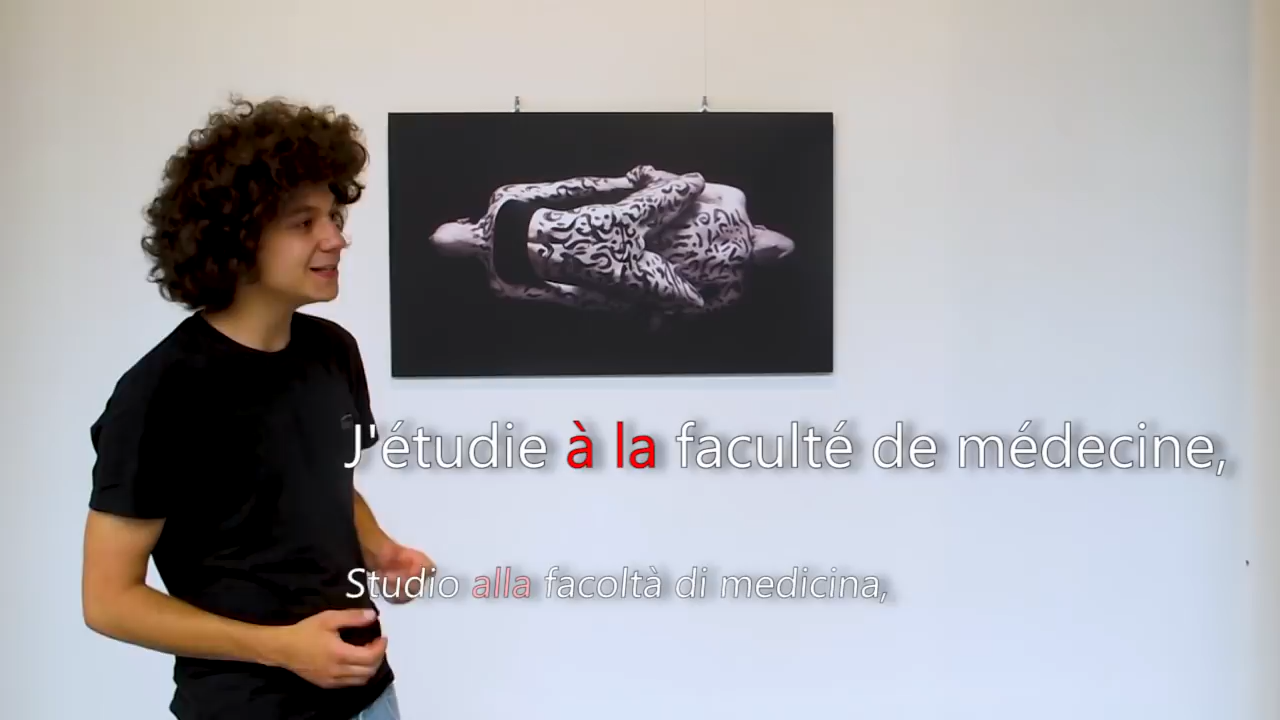 J'étudie à la faculté de médecine,
Studio alla facoltà di medicina,